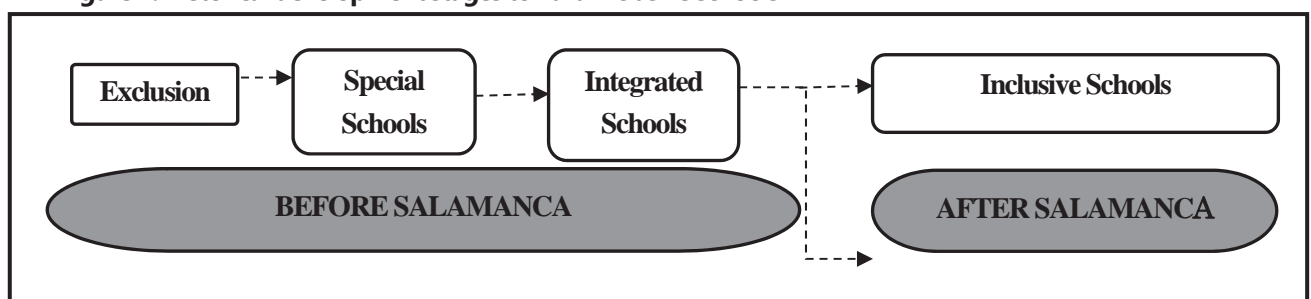 Exclusion
Special
Schools
Integrated
Schools
Inclusive Schools
BEFORE SALAMANCA
AFTER SALAMANCA